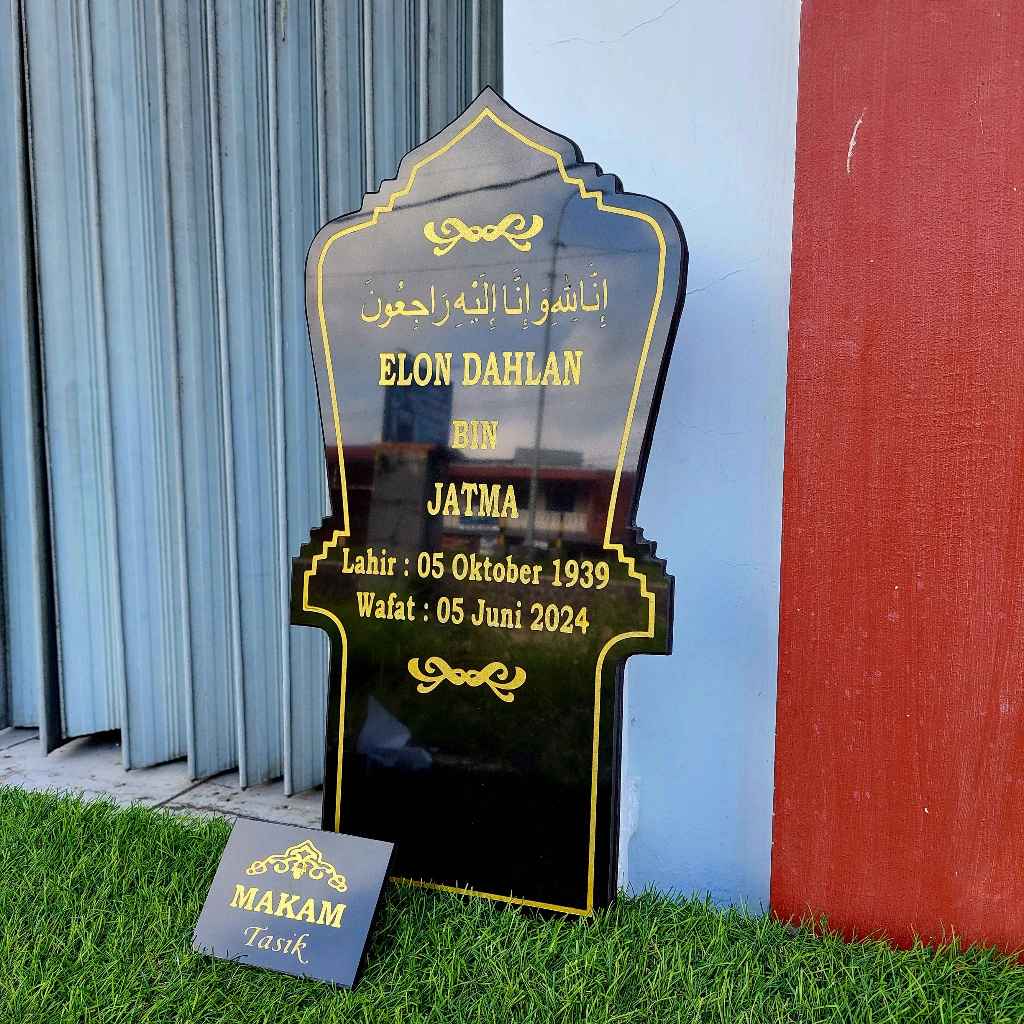 إِنَّا لِلّٰهِ وَ إِنَّا إِلَيْهِ رَاجِعُونَ
ELON DAHLAN
BIN
JATMA
Lahir : 05 Oktober 1939
Wafat : 05 Juni 2024
MAKAM
Tasik